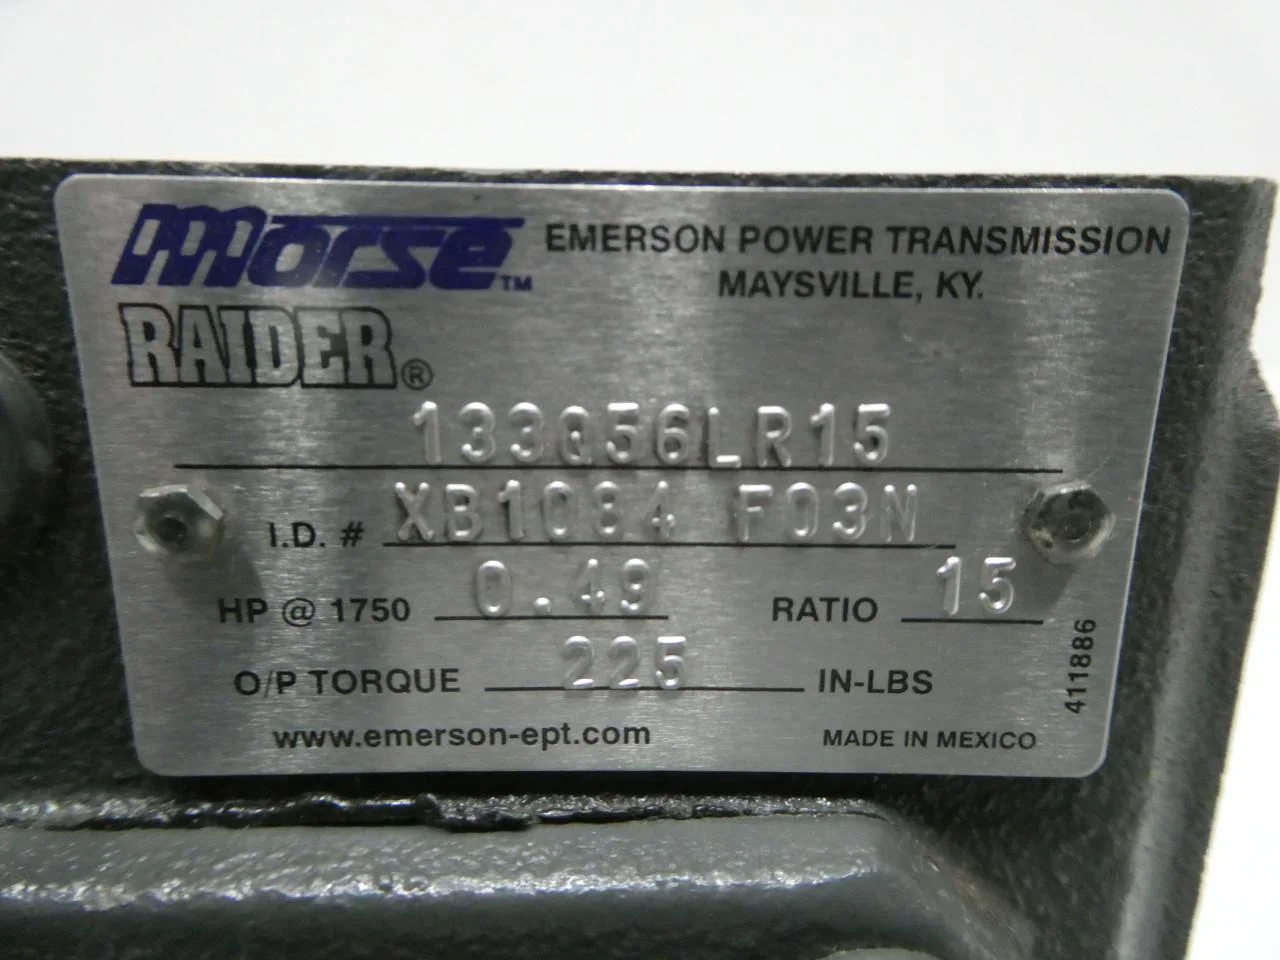 morse™ EMERSON POWER TRANSMISSION
MAYSVILLE, KY.
RAIDER®
133Q56LR15
I.D. # XB1084 F03N
HP @ 1750 0.49 RATIO 15
O/P TORQUE 225 IN-LBS
www.emerson-ept.com MADE IN MEXICO
411886